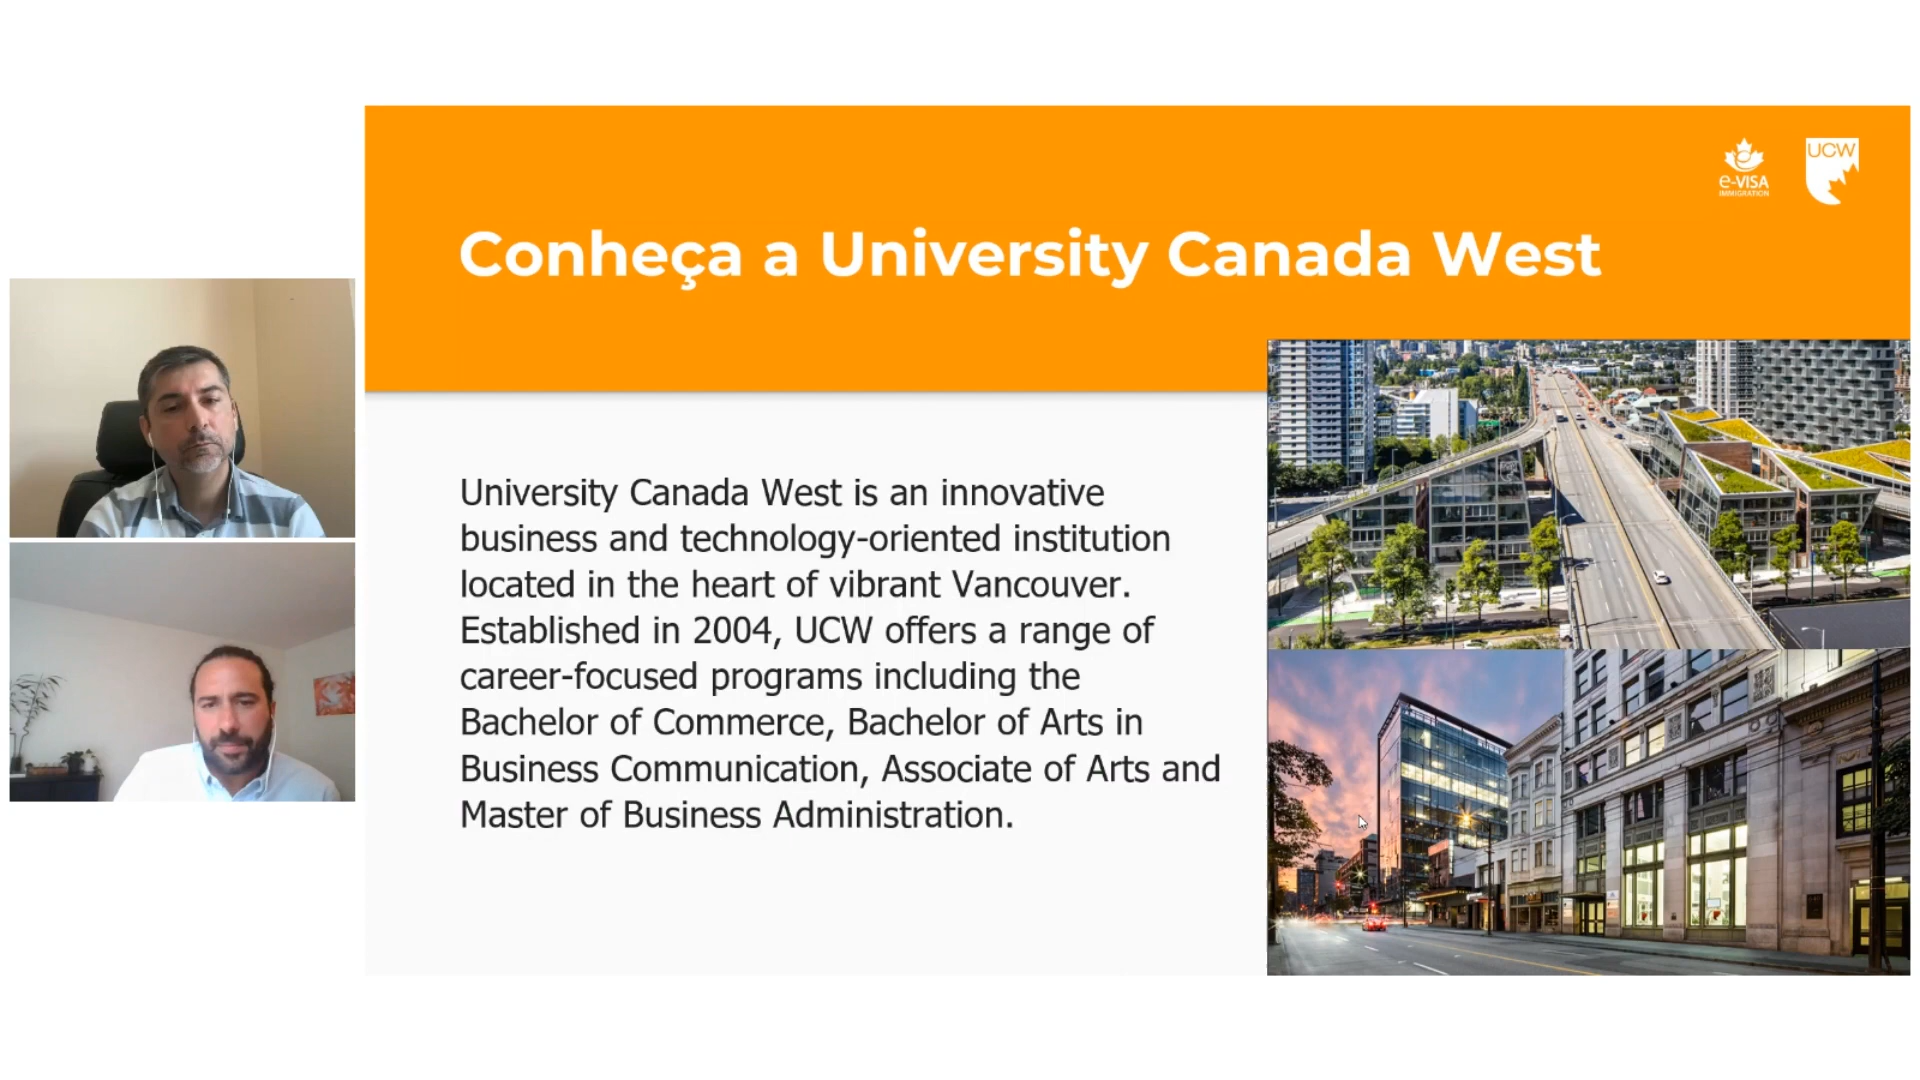 e-VISA
IMMIGRATION
UCW
Conheça a University Canada West
University Canada West is an innovative
business and technology-oriented institution
located in the heart of vibrant Vancouver.
Established in 2004, UCW offers a range of
career-focused programs including the
Bachelor of Commerce, Bachelor of Arts in
Business Communication, Associate of Arts and
Master of Business Administration.